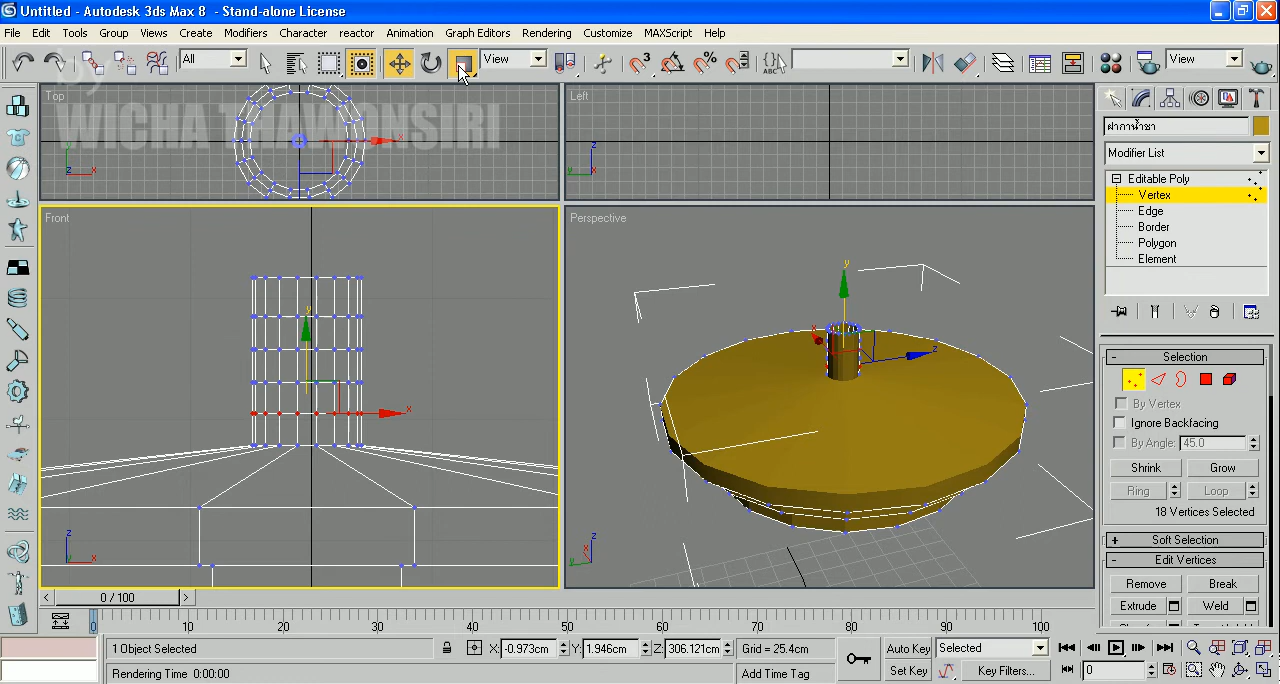 Untitled - Autodesk 3ds Max 8 - Stand-alone License
File Edit Tools Group Views Create Modifiers Character reactor Animation Graph Editors Rendering Customize MAXScript Help
All View View
by
WICHA THAWONSIRI
Top Left
Front Perspective
ฝากาน้ำชา
Modifier List
Editable Poly
Vertex
Edge
Border
Polygon
Element
- Selection
By Vertex
Ignore Backfacing
By Angle: 45.0
Shrink Grow
Ring Loop
18 Vertices Selected
+ Soft Selection
- Edit Vertices
Remove Break
Extrude Weld
< 0 / 100 >
0 10 20 30 40 50 60 70 80 90 100
1 Object Selected X: -0.973cm Y: 1.946cm Z: 306.121cm Grid = 25.4cm Auto Key Selected
Rendering Time 0:00:00 Add Time Tag Set Key Key Filters... 0